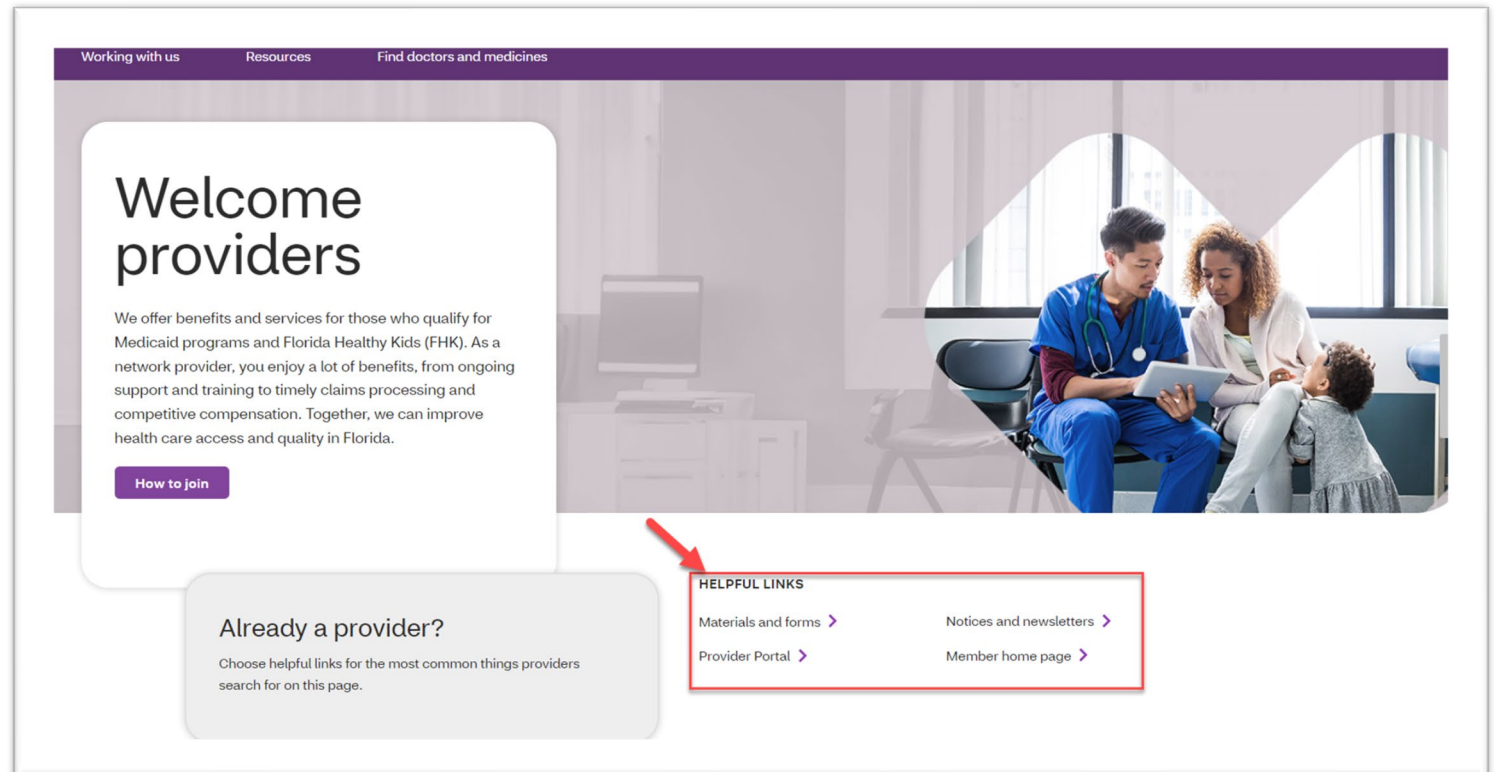 Working with us Resources Find doctors and medicines
Welcome
providers
We offer benefits and services for those who qualify for
Medicaid programs and Florida Healthy Kids (FHK). As a
network provider, you enjoy a lot of benefits, from ongoing
support and training to timely claims processing and
competitive compensation. Together, we can improve
health care access and quality in Florida.
How to join
Already a provider?
Choose helpful links for the most common things providers
search for on this page.
HELPFUL LINKS
Materials and forms
Notices and newsletters
Provider Portal
Member home page